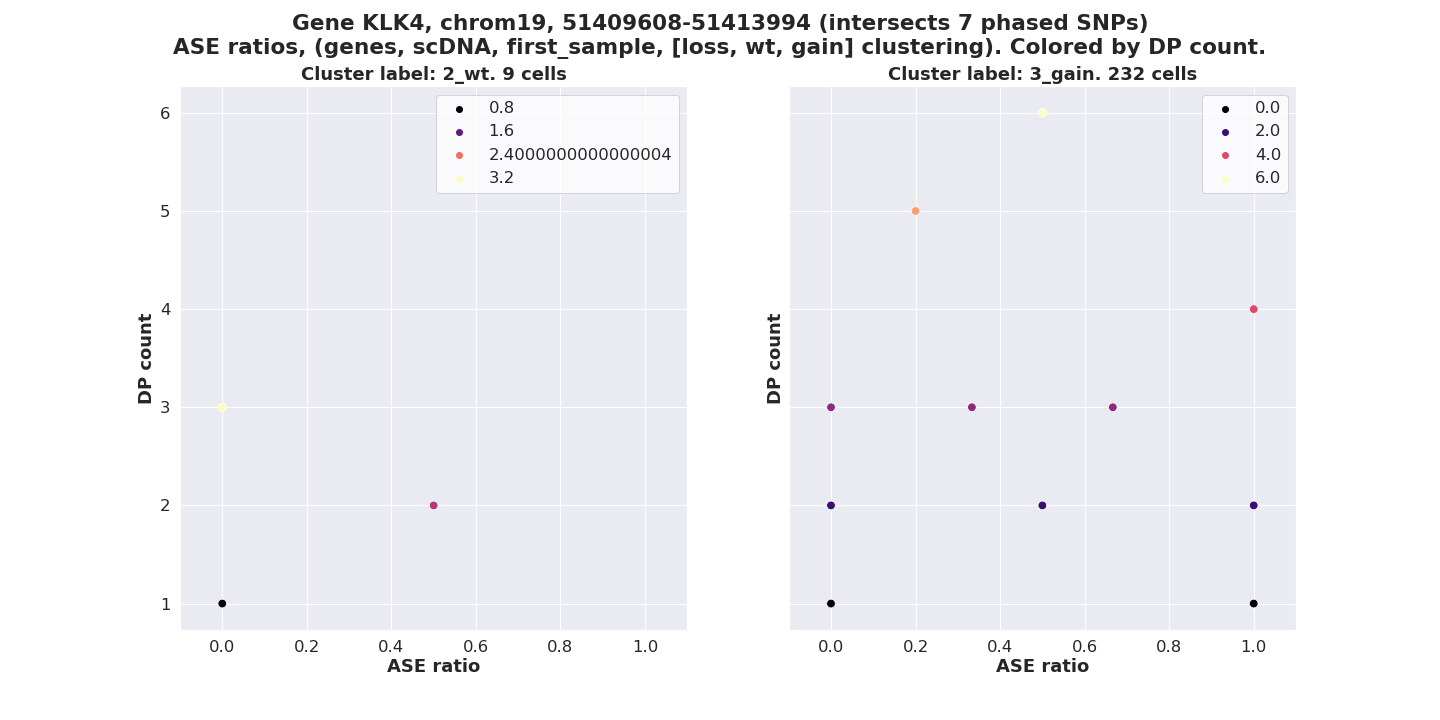 Gene KLK4, chrom19, 51409608-51413994 (intersects 7 phased SNPs)
ASE ratios, (genes, scDNA, first_sample, [loss, wt, gain] clustering). Colored by DP count.
Cluster label: 2_wt. 9 cells
0.8
1.6
2.4000000000000004
3.2
DP count
6
5
4
3
2
1
0.0 0.2 0.4 0.6 0.8 1.0
ASE ratio
Cluster label: 3_gain. 232 cells
0.0
2.0
4.0
6.0
DP count
0.0 0.2 0.4 0.6 0.8 1.0
ASE ratio